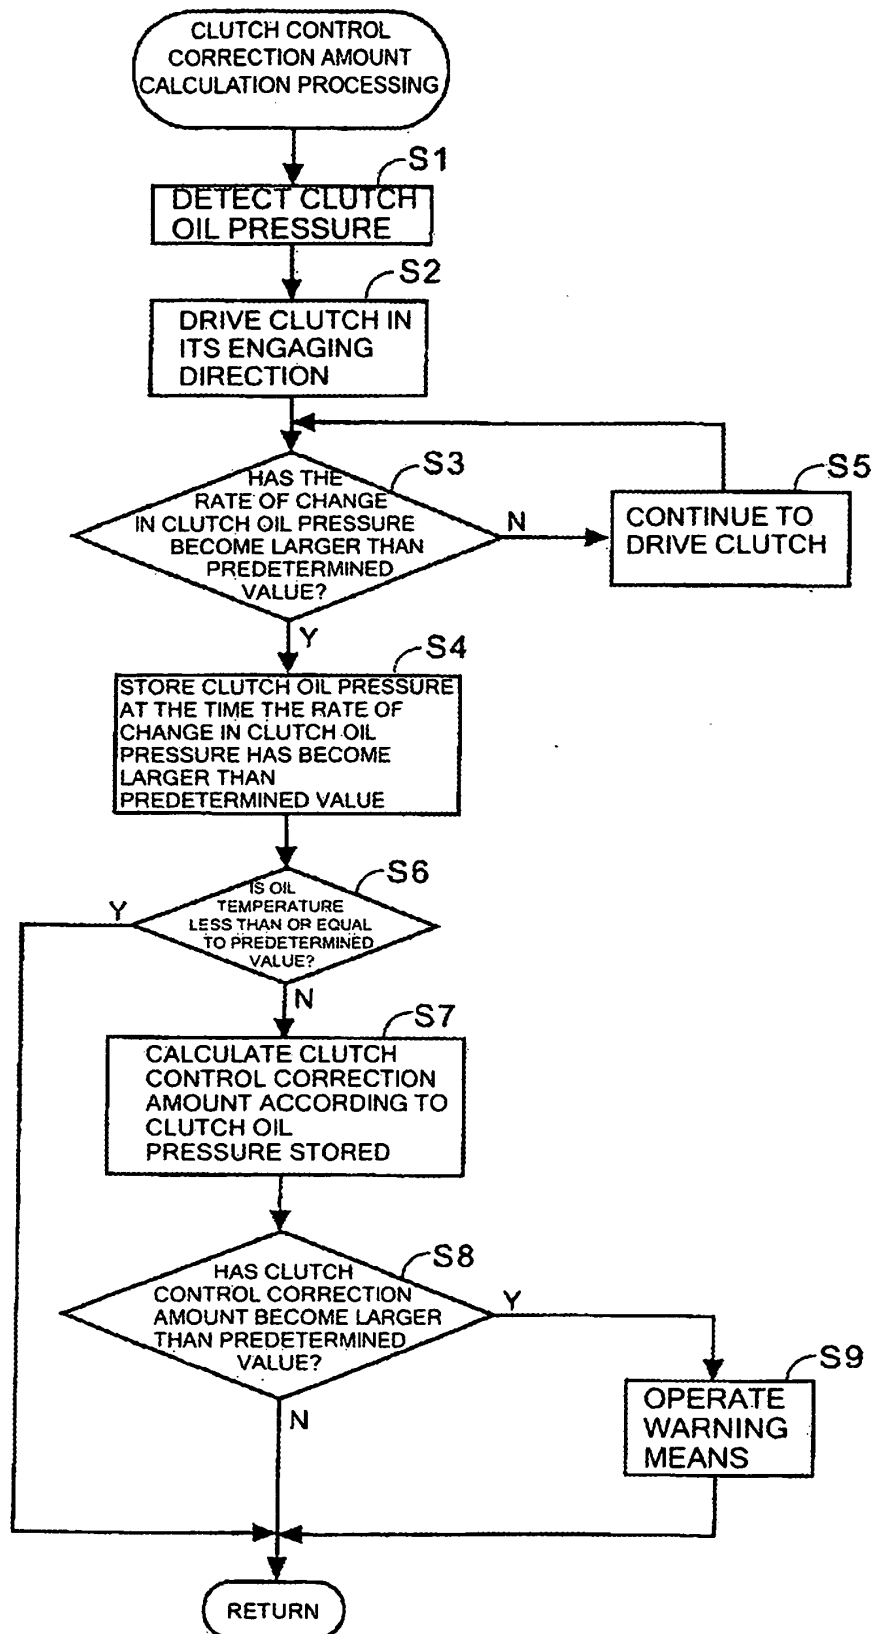 CLUTCH CONTROL
CORRECTION AMOUNT
CALCULATION PROCESSING
S1
DETECT CLUTCH
OIL PRESSURE
S2
DRIVE CLUTCH IN
ITS ENGAGING
DIRECTION
S3
HAS THE
RATE OF CHANGE
IN CLUTCH OIL PRESSURE
BECOME LARGER THAN
PREDETERMINED
VALUE?
N
S5
CONTINUE TO
DRIVE CLUTCH
Y
S4
STORE CLUTCH OIL PRESSURE
AT THE TIME THE RATE OF
CHANGE IN CLUTCH OIL
PRESSURE HAS BECOME
LARGER THAN
PREDETERMINED VALUE
S6
IS OIL
TEMPERATURE
LESS THAN OR EQUAL
TO PREDETERMINED
VALUE?
Y
N
S7
CALCULATE CLUTCH
CONTROL CORRECTION
AMOUNT ACCORDING TO
CLUTCH OIL
PRESSURE STORED
S8
HAS CLUTCH
CONTROL CORRECTION
AMOUNT BECOME LARGER
THAN PREDETERMINED
VALUE?
Y
S9
OPERATE
WARNING
MEANS
N
RETURN